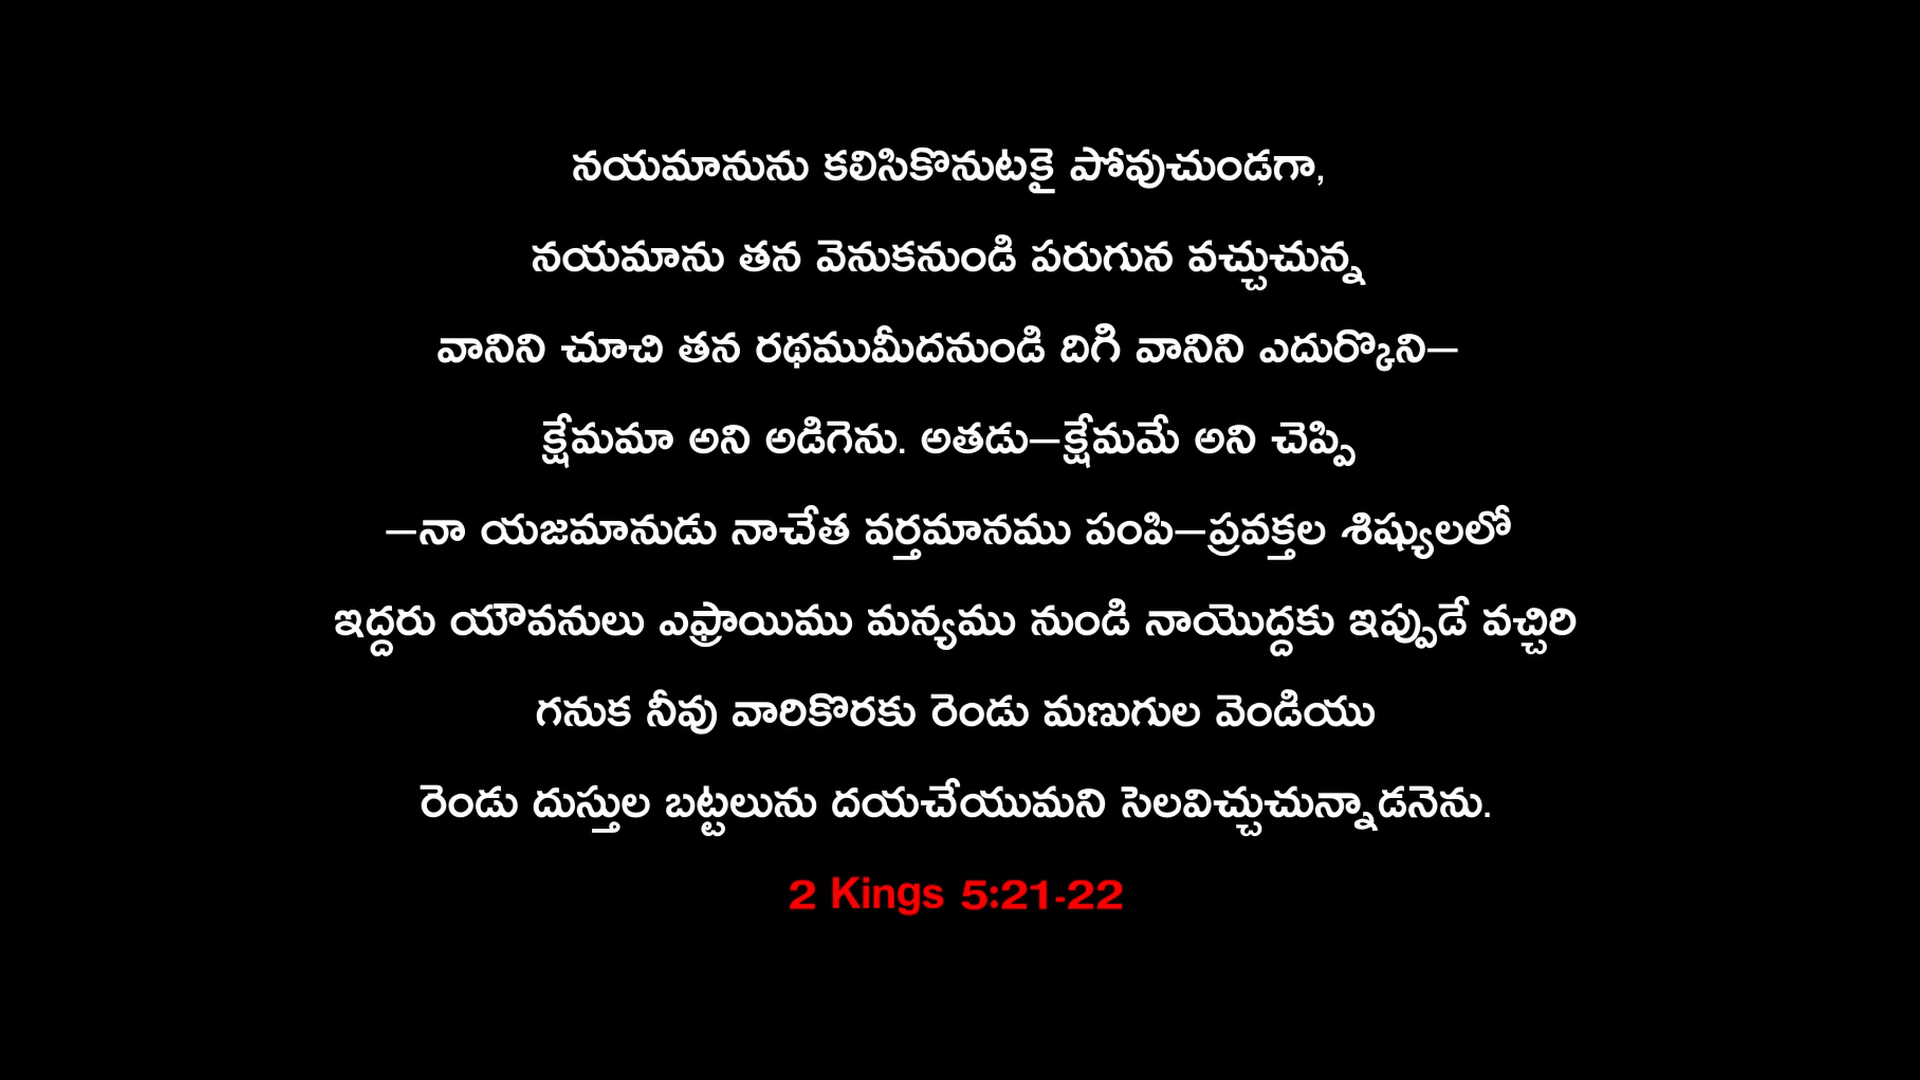 నయమానును కలిసికొనుటకై పోవుచుండగా,
నయమాను తన వెనుకనుండి పరుగున వచ్చుచున్న
వానిని చూచి తన రథముమీదనుండి దిగి వానిని ఎదుర్కొని—
క్షేమమా అని అడిగెను. అతడు—క్షేమమే అని చెప్పి
—నా యజమానుడు నాచేత వర్తమానము పంపి—ప్రవక్తల శిష్యులలో
ఇద్దరు యౌవనులు ఎఫ్రాయిము మన్యము నుండి నాయొద్దకు ఇప్పుడే వచ్చిరి
గనుక నీవు వారికొరకు రెండు మణుగుల వెండియు
రెండు దుస్తుల బట్టలును దయచేయుమని సెలవిచ్చుచున్నాడనెను.
2 Kings 5:21-22